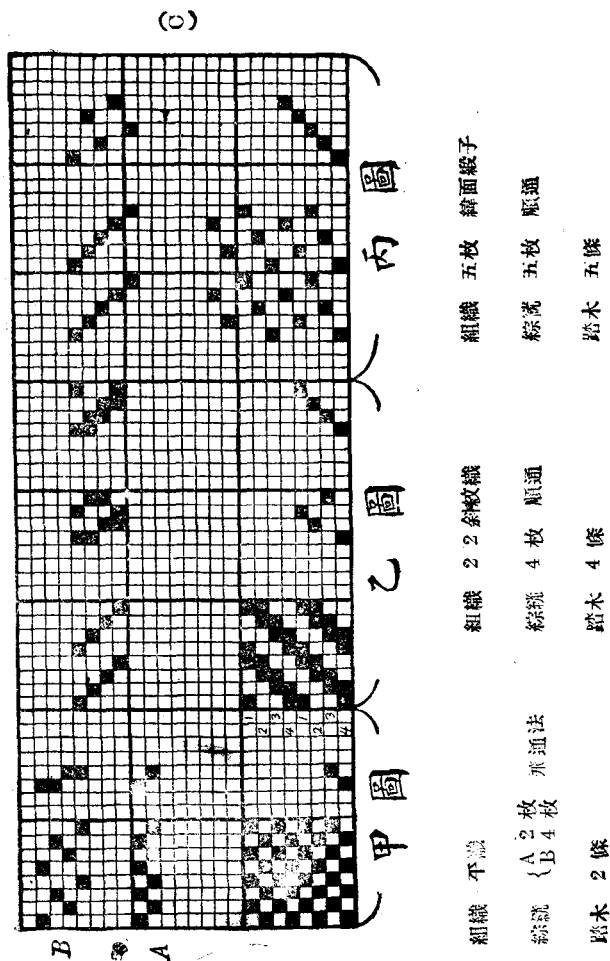 (C)
B
A
1
2
3
4
1
2
3
4
甲圖
乙圖
丙圖
組織 平織
綜絖 {A 2 枚
B 4 枚
通法
踏木 2 條
組織 2 2 斜紋織
綜絖 4 枚 順通
踏木 4 條
組織 五枚 緯面緞子
綜絖 五枚 順通
踏木 五條